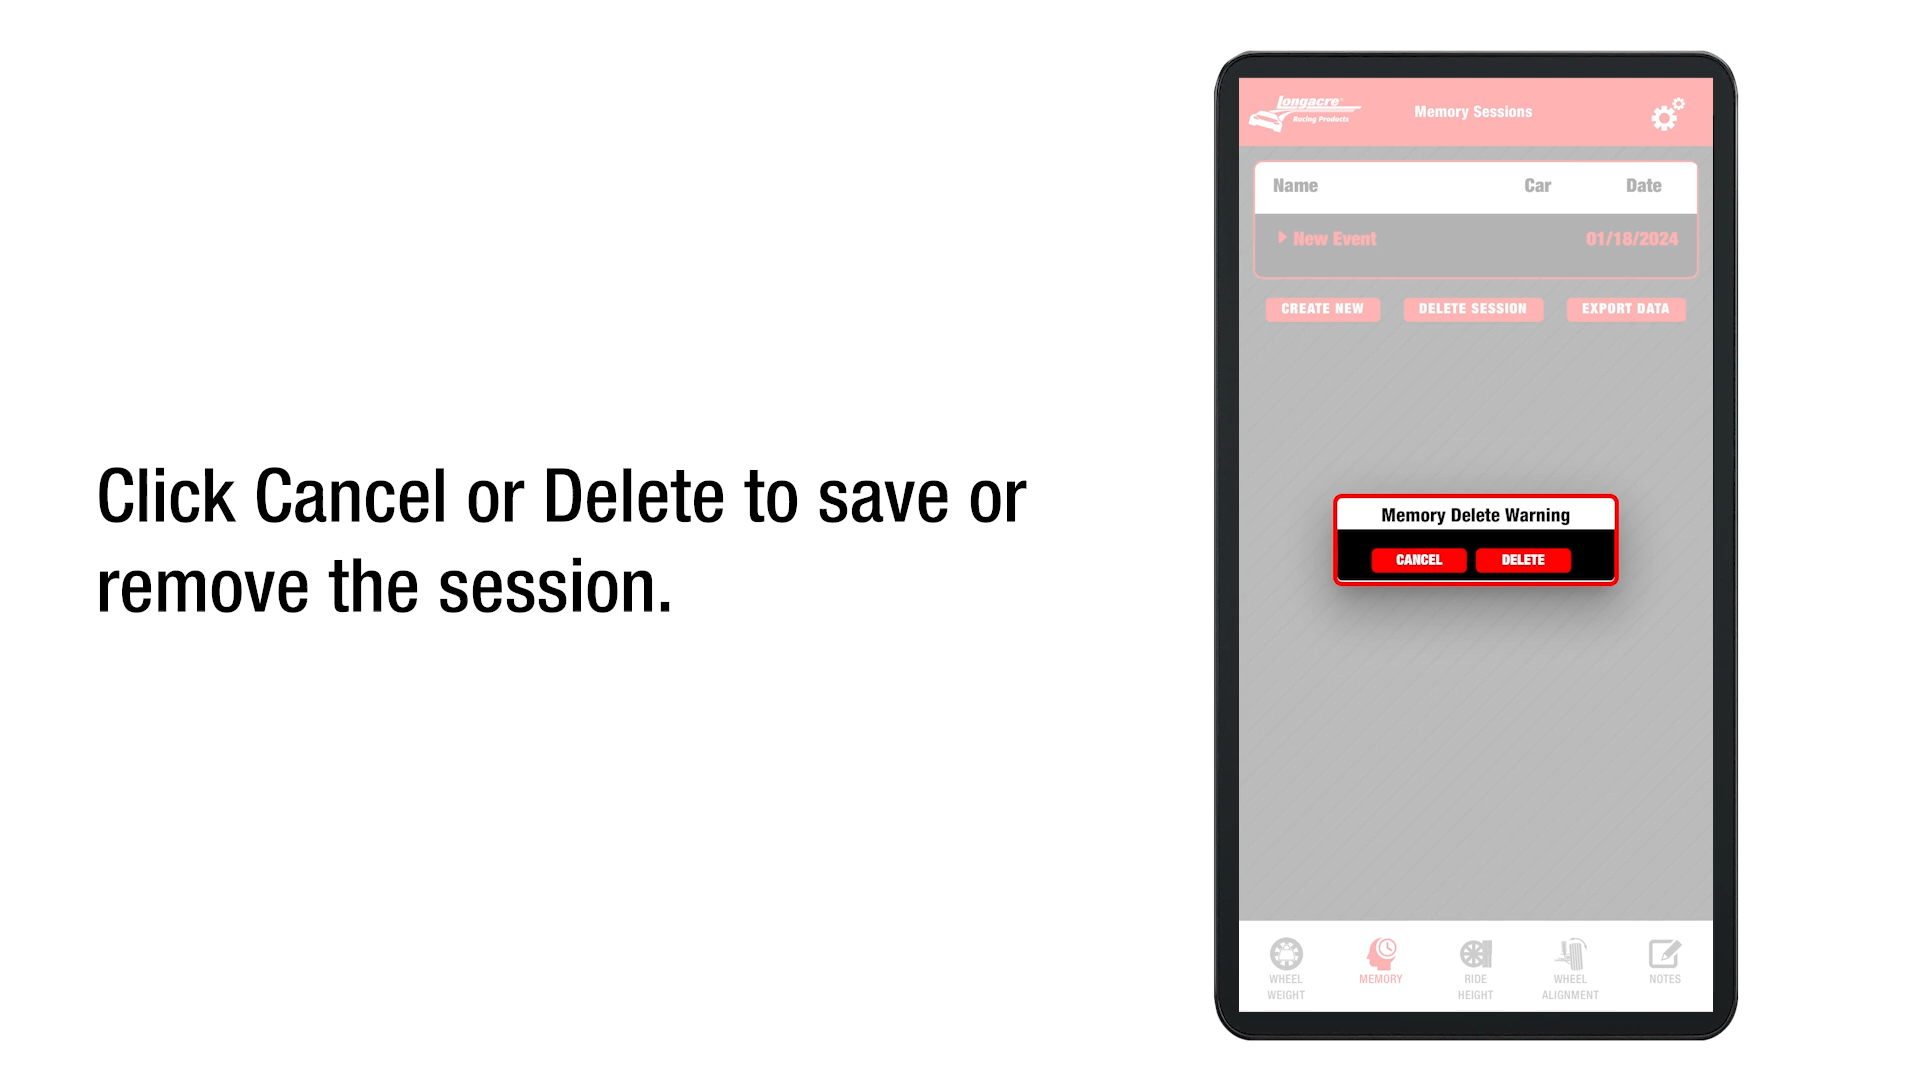 Click Cancel or Delete to save or
remove the session.
Longacre
Racing Products
Memory Sessions
Name Car Date
New Event 01/18/2024
CREATE NEW DELETE SESSION EXPORT DATA
Memory Delete Warning
CANCEL DELETE
WHEEL WEIGHT
MEMORY
RIDE HEIGHT
WHEEL ALIGNMENT
NOTES